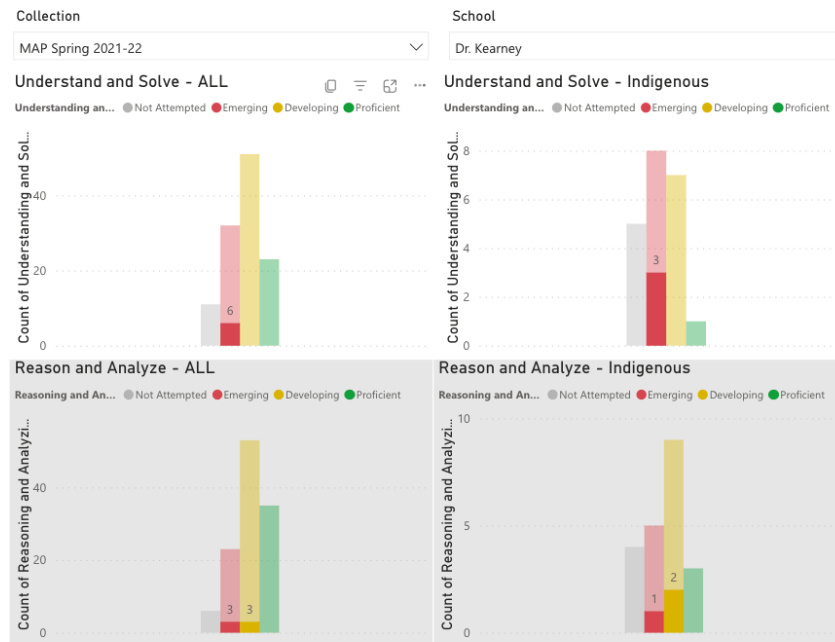 Collection
School
MAP Spring 2021-22
Dr. Kearney
Understand and Solve - ALL
Understand and Solve - Indigenous
Understanding an... Not Attempted Emerging Developing Proficient
Understanding an... Not Attempted Emerging Developing Proficient
Count of Understanding and Sol...
40
20
0
6
Count of Understanding and Sol...
8
6
4
2
0
3
Reason and Analyze - ALL
Reason and Analyze - Indigenous
Reasoning and An... Not Attempted Emerging Developing Proficient
Reasoning and An... Not Attempted Emerging Developing Proficient
Count of Reasoning and Analyzi...
40
20
0
3
3
Count of Reasoning and Analyzi...
10
5
0
1
2